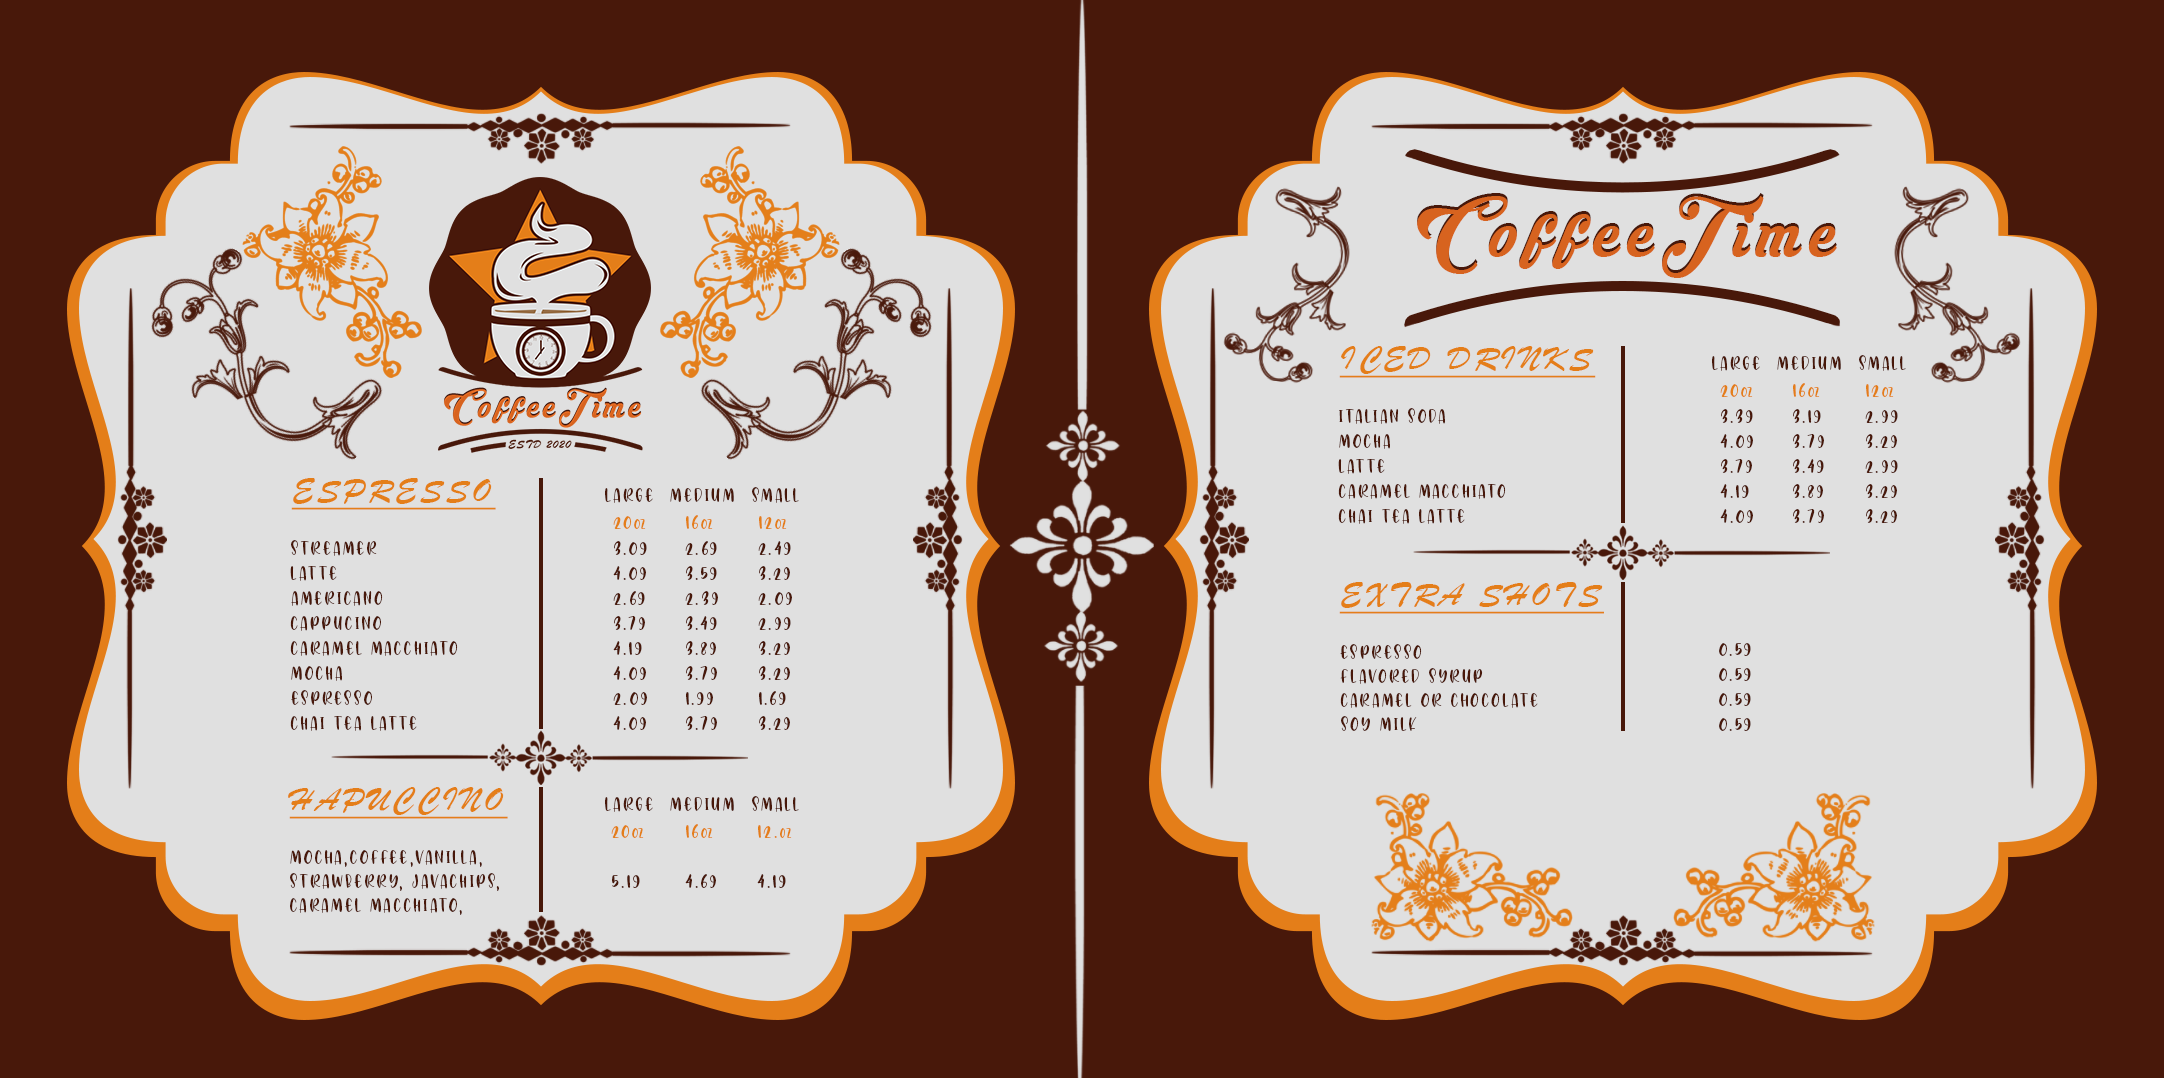 Coffee Time
ESTD 2020
ESPRESSO LARGE MEDIUM SMALL
20oz 16oz 12oz
STREAMER 3.09 2.69 2.49
LATTE 4.09 3.59 3.29
AMERICANO 2.69 2.39 2.09
CAPPUCINO 3.79 3.49 2.99
CARAMEL MACCHIATO 4.19 3.89 3.29
MOCHA 4.09 3.79 3.29
ESPRESSO 2.09 1.99 1.69
CHAI TEA LATTE 4.09 3.79 3.29
HAPUCCINO LARGE MEDIUM SMALL
20oz 16oz 12.oz
MOCHA,COFFEE,VANILLA,
STRAWBERRY, JAVACHIPS, 5.19 4.69 4.19
CARAMEL MACCHIATO,
Coffee Time
ICED DRINKS LARGE MEDIUM SMALL
20oz 16oz 12oz
ITALIAN SODA 3.39 3.19 2.99
MOCHA 4.09 3.79 3.29
LATTE 3.79 3.49 2.99
CARAMEL MACCHIATO 4.19 3.89 3.29
CHAI TEA LATTE 4.09 3.79 3.29
EXTRA SHOTS
ESPRESSO 0.59
FLAVORED SYRUP 0.59
CARAMEL OR CHOCOLATE 0.59
SOY MILK 0.59